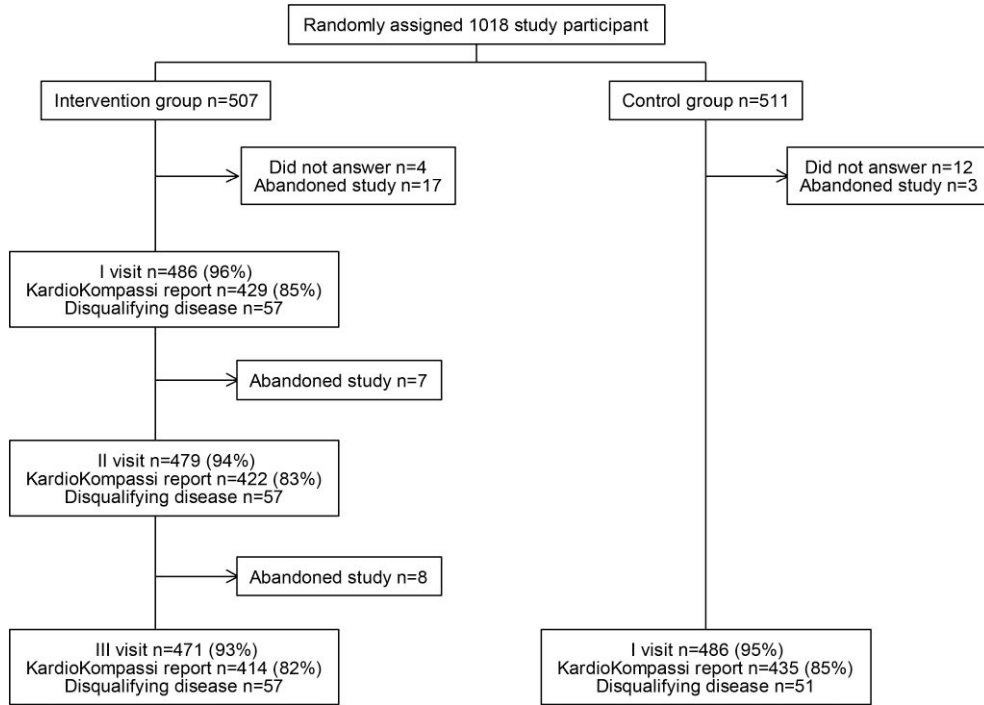 Randomly assigned 1018 study participant
Intervention group n=507
Control group n=511
Did not answer n=4
Abandoned study n=17
Did not answer n=12
Abandoned study n=3
I visit n=486 (96%)
KardioKompassi report n=429 (85%)
Disqualifying disease n=57
Abandoned study n=7
II visit n=479 (94%)
KardioKompassi report n=422 (83%)
Disqualifying disease n=57
Abandoned study n=8
III visit n=471 (93%)
KardioKompassi report n=414 (82%)
Disqualifying disease n=57
I visit n=486 (95%)
KardioKompassi report n=435 (85%)
Disqualifying disease n=51